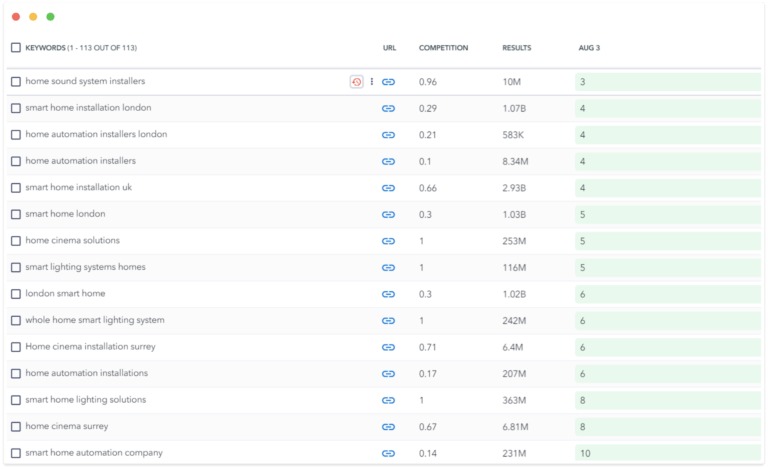 KEYWORDS (1 - 113 OUT OF 113) URL COMPETITION RESULTS AUG 3
home sound system installers 0.96 10M 3
smart home installation london 0.29 1.07B 4
home automation installers london 0.21 583K 4
home automation installers 0.1 8.34M 4
smart home installation uk 0.66 2.93B 4
smart home london 0.3 1.03B 5
home cinema solutions 1 253M 5
smart lighting systems homes 1 116M 5
london smart home 0.3 1.02B 6
whole home smart lighting system 1 242M 6
Home cinema installation surrey 0.71 6.4M 6
home automation installations 0.17 207M 6
smart home lighting solutions 1 363M 8
home cinema surrey 0.67 6.81M 8
smart home automation company 0.14 231M 10